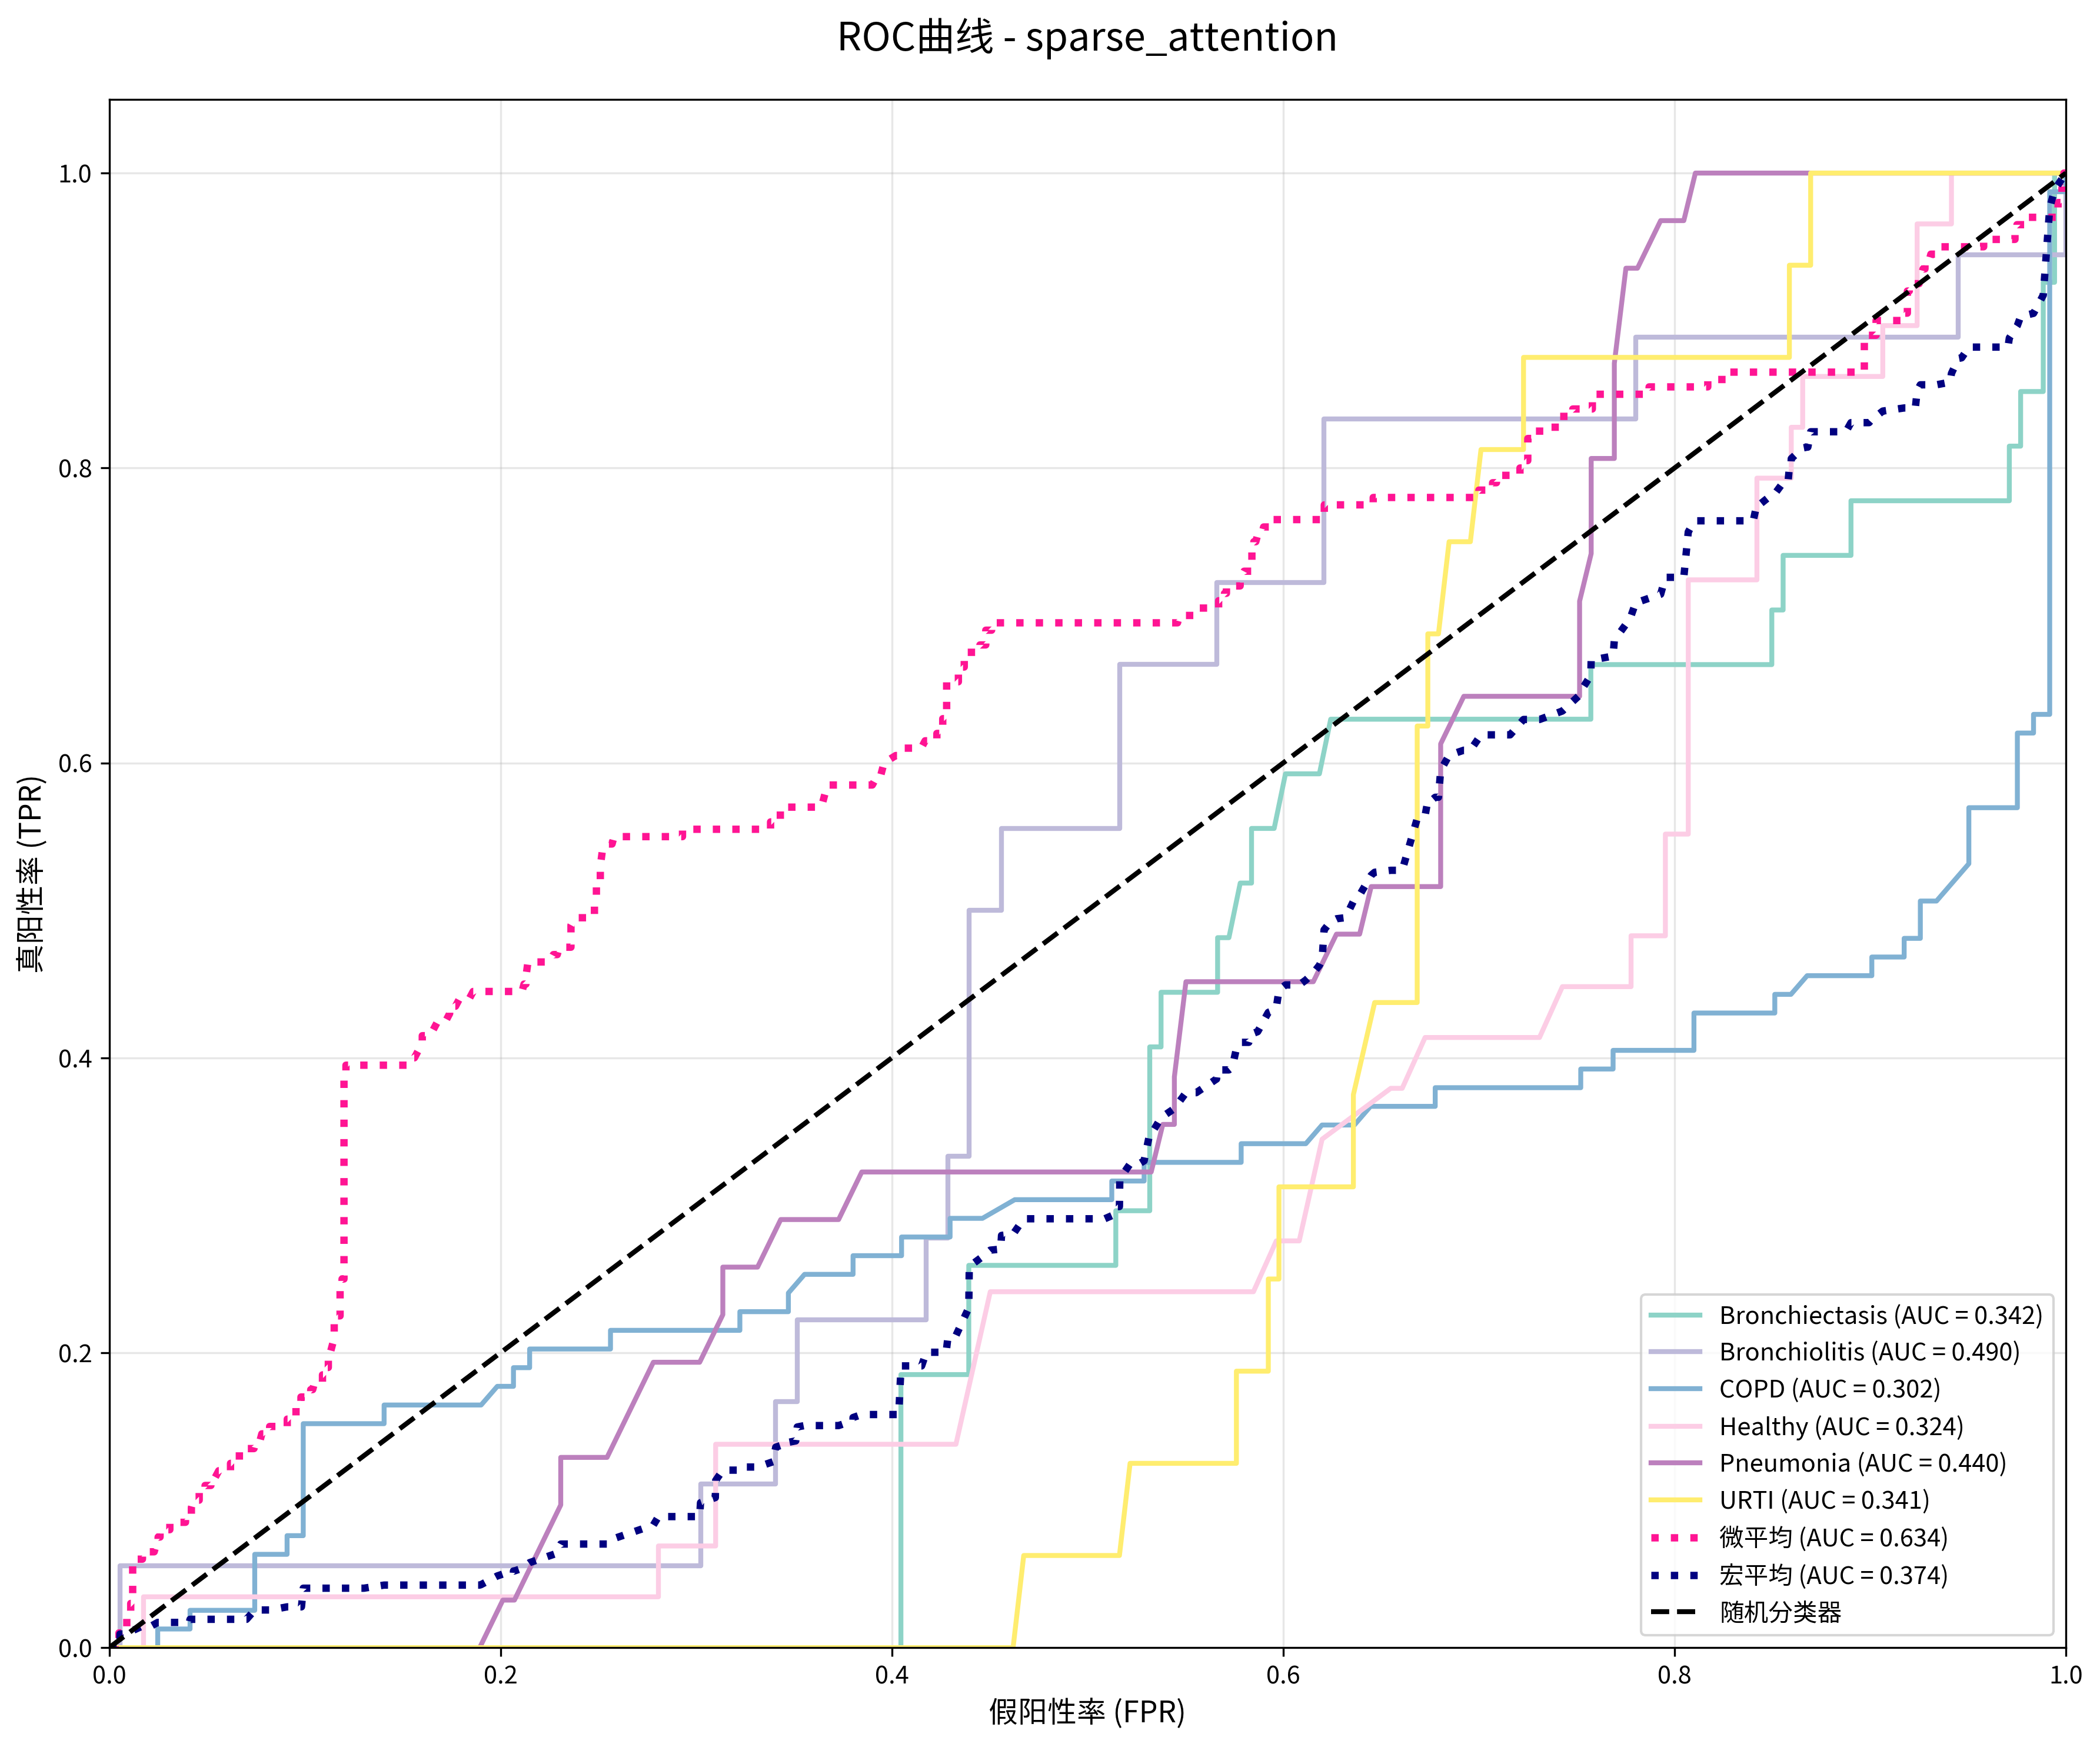 ROC曲线 - sparse_attention
真阳性率 (TPR)
1.0
0.8
0.6
0.4
0.2
0.0
0.0
0.2
0.4
0.6
0.8
1.0
假阳性率 (FPR)
Bronchiectasis (AUC = 0.342)
Bronchiolitis (AUC = 0.490)
COPD (AUC = 0.302)
Healthy (AUC = 0.324)
Pneumonia (AUC = 0.440)
URTI (AUC = 0.341)
微平均 (AUC = 0.634)
宏平均 (AUC = 0.374)
随机分类器